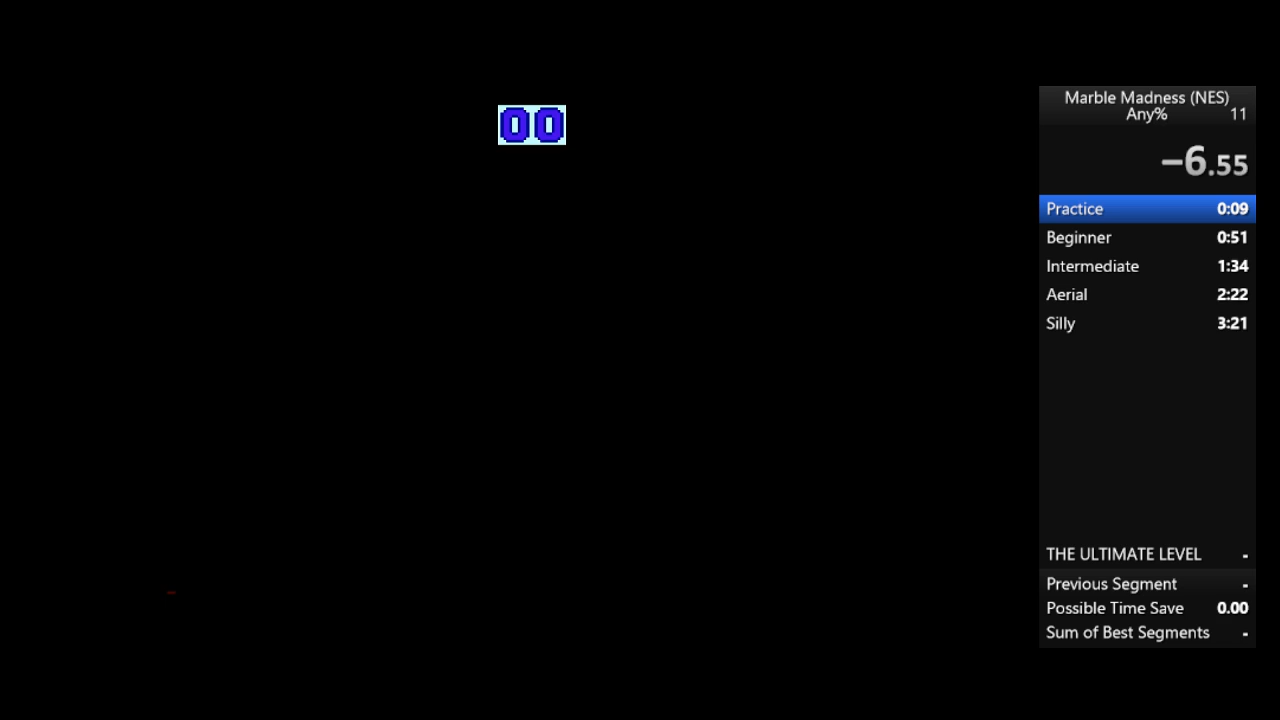 00
Marble Madness (NES)
Any% 11
−6.55
Practice 0:09
Beginner 0:51
Intermediate 1:34
Aerial 2:22
Silly 3:21
THE ULTIMATE LEVEL -
Previous Segment -
Possible Time Save 0.00
Sum of Best Segments -